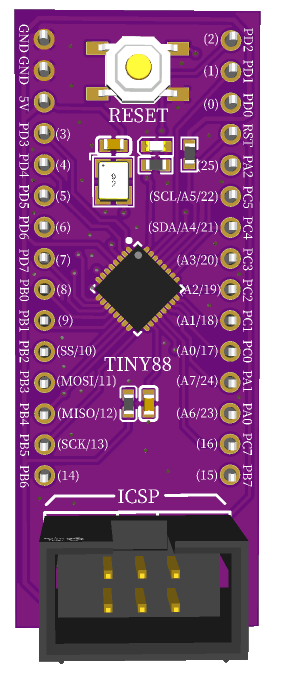 GND
GND
5V
PD3 (3)
PD4 (4)
PD5 (5)
PD6 (6)
PD7 (7)
PB0 (8)
PB1 (9)
PB2 (SS/10)
PB3 (MOSI/11)
PB4 (MISO/12)
PB5 (SCK/13)
PB6 (14)
RESET
TINY88
ICSP
(2) PD2
(1) PD1
(0) PD0
RST
(25) PA2
(SCL/A5/22) PC5
(SDA/A4/21) PC4
(A3/20) PC3
(A2/19) PC2
(A1/18) PC1
(A0/17) PC0
(A7/24) PA1
(A6/23) PA0
(16) PC7
(15) PB7